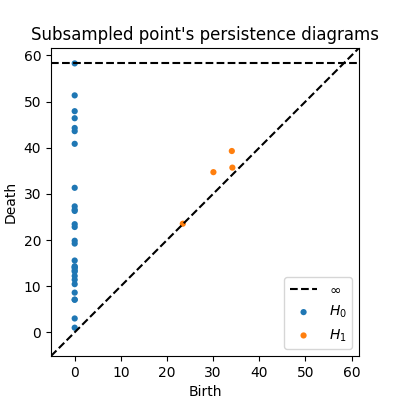 Subsampled point's persistence diagrams
60
50
40
30
20
10
0
Death
∞
H₀
H₁
0 10 20 30 40 50 60
Birth